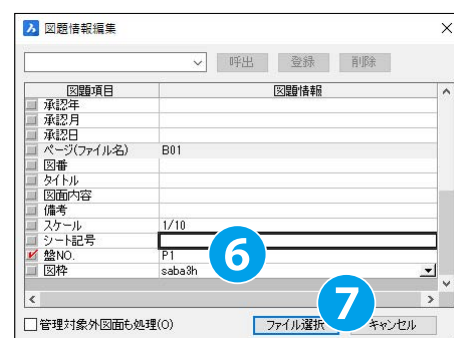 図題情報編集
呼出 登録 削除
図題項目 図題情報
承認年
承認月
承認日
ページ(ファイル名) B01
図番
タイトル
図面内容
備考
スケール 1/10
シート記号
盤NO. P1
図枠 saba3h
6
7
管理対象外図面も処理(O) ファイル選択 キャンセル